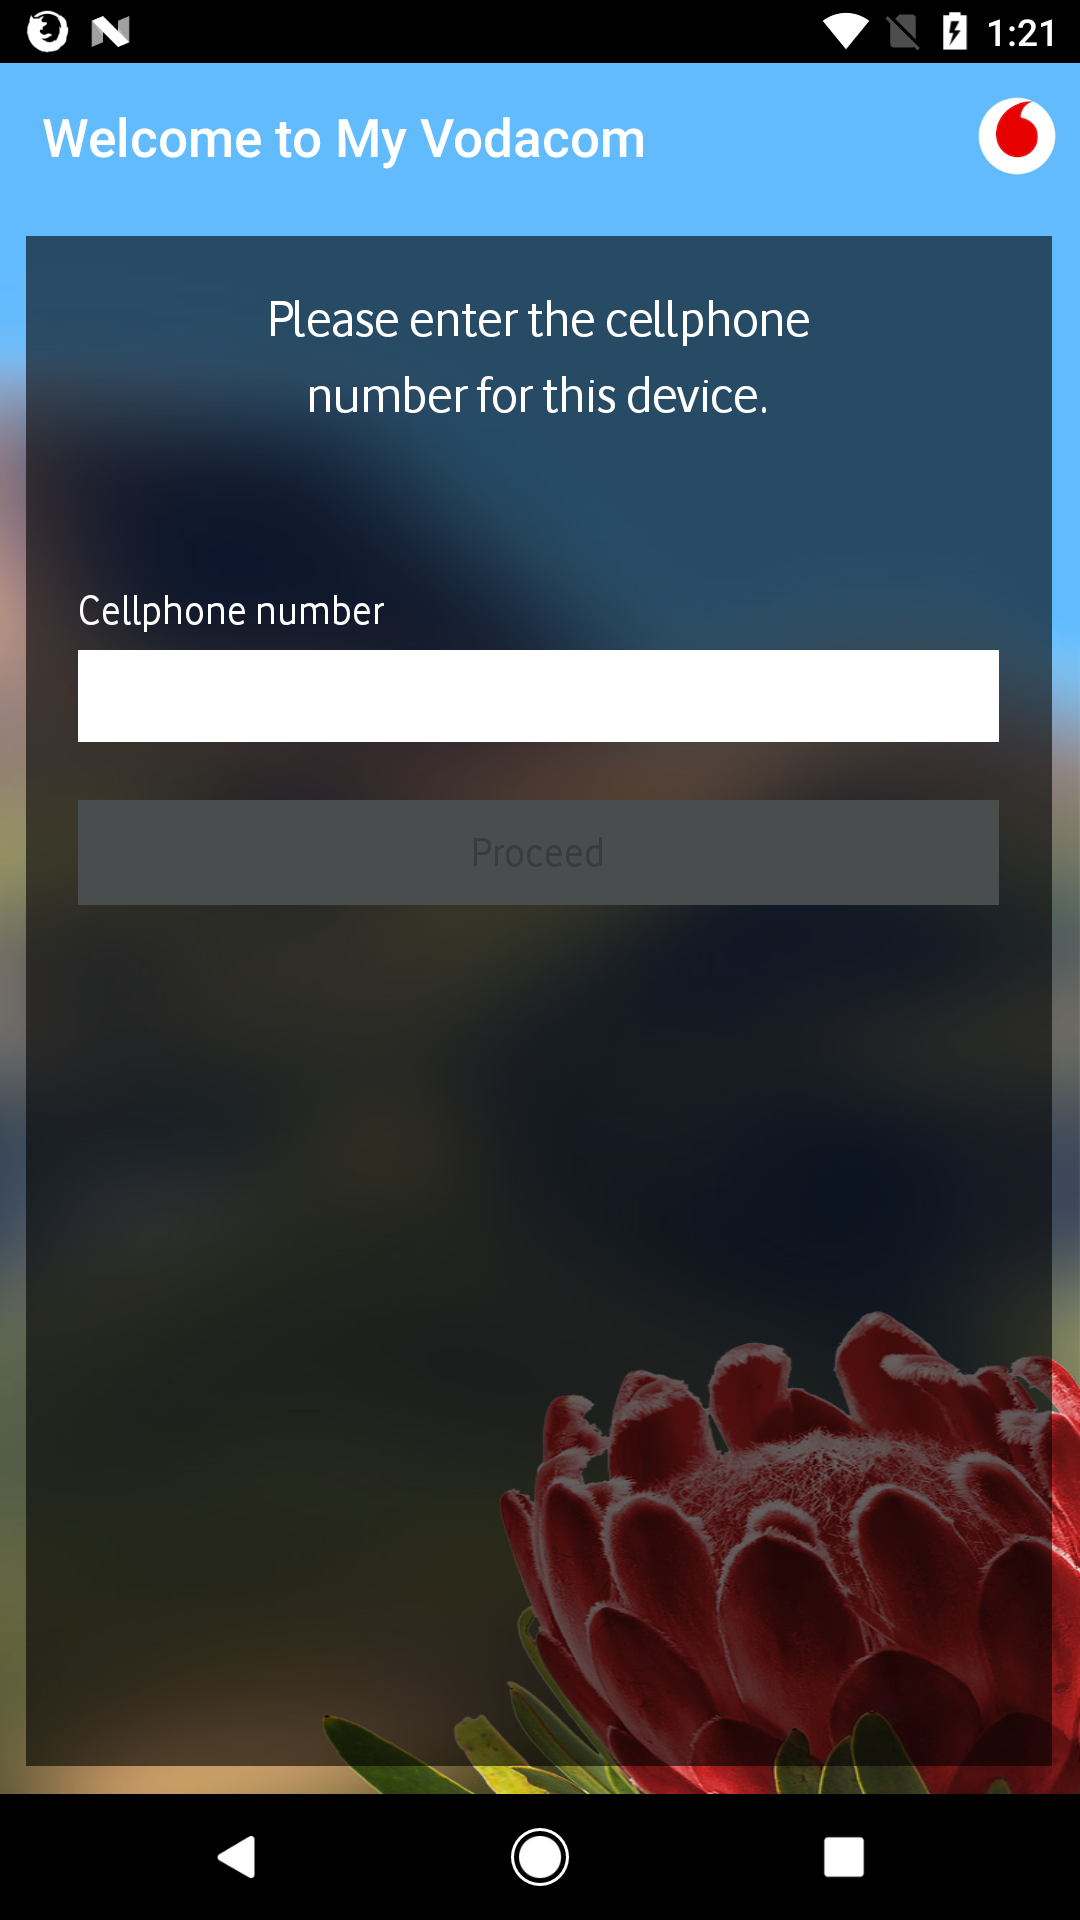 1:21
Welcome to My Vodacom
Please enter the cellphone
number for this device.
Cellphone number
Proceed